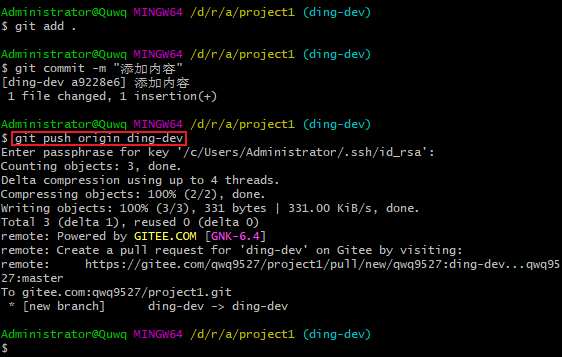 Administrator@Quwq MINGW64 /d/r/a/project1 (ding-dev)
$ git add .
Administrator@Quwq MINGW64 /d/r/a/project1 (ding-dev)
$ git commit -m "添加内容"
[ding-dev a9228e6] 添加内容
 1 file changed, 1 insertion(+)
Administrator@Quwq MINGW64 /d/r/a/project1 (ding-dev)
$ git push origin ding-dev
Enter passphrase for key '/c/Users/Administrator/.ssh/id_rsa':
Counting objects: 3, done.
Delta compression using up to 4 threads.
Compressing objects: 100% (2/2), done.
Writing objects: 100% (3/3), 331 bytes | 331.00 KiB/s, done.
Total 3 (delta 1), reused 0 (delta 0)
remote: Powered by GITEE.COM [GNK-6.4]
remote: Create a pull request for 'ding-dev' on Gitee by visiting:
remote:     https://gitee.com/qwq9527/project1/pull/new/qwq9527:ding-dev...qwq95
27:master
To gitee.com:qwq9527/project1.git
 * [new branch]      ding-dev -> ding-dev
Administrator@Quwq MINGW64 /d/r/a/project1 (ding-dev)
$